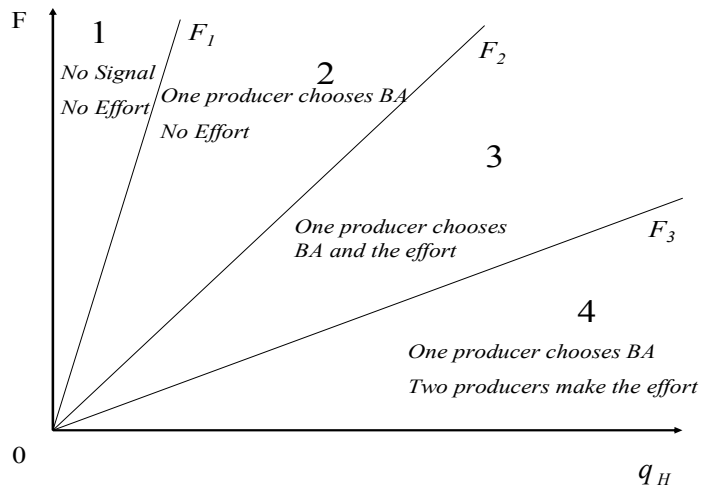 F
1
F1
No Signal
No Effort
2
One producer chooses BA
No Effort
F2
3
One producer chooses
BA and the effort
F3
4
One producer chooses BA
Two producers make the effort
0
qH